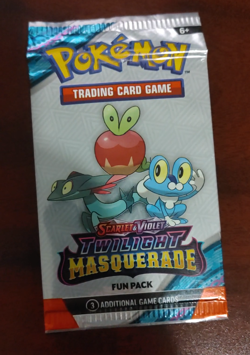 6+
POKéMON
TRADING CARD GAME
SCARLET & VIOLET
TWILIGHT
MASQUERADE
FUN PACK
3 ADDITIONAL GAME CARDS